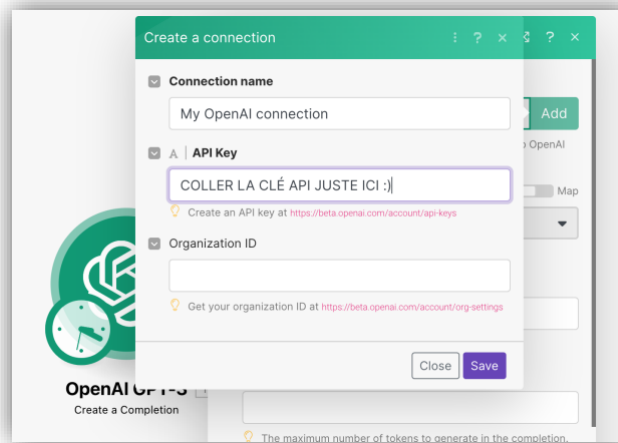 Create a connection
Connection name
My OpenAI connection
Add
OpenAI
A | API Key
COLLER LA CLÉ API JUSTE ICI :)
Map
Create an API key at https://beta.openai.com/account/api-keys
Organization ID
Get your organization ID at https://beta.openai.com/account/org-settings
Close
Save
OpenAI GPT-3
Create a Completion
The maximum number of tokens to generate in the completion.